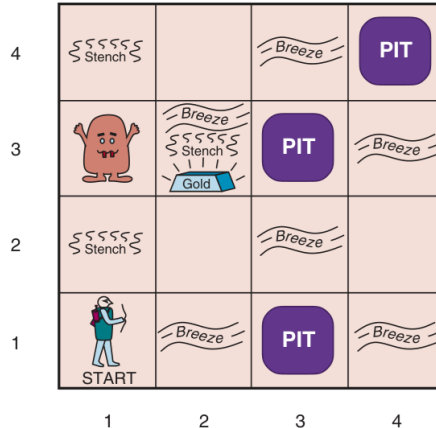 4
Stench
Breeze
PIT
3
Breeze
Stench
Gold
PIT
Breeze
2
Stench
Breeze
1
START
Breeze
PIT
Breeze
1 2 3 4